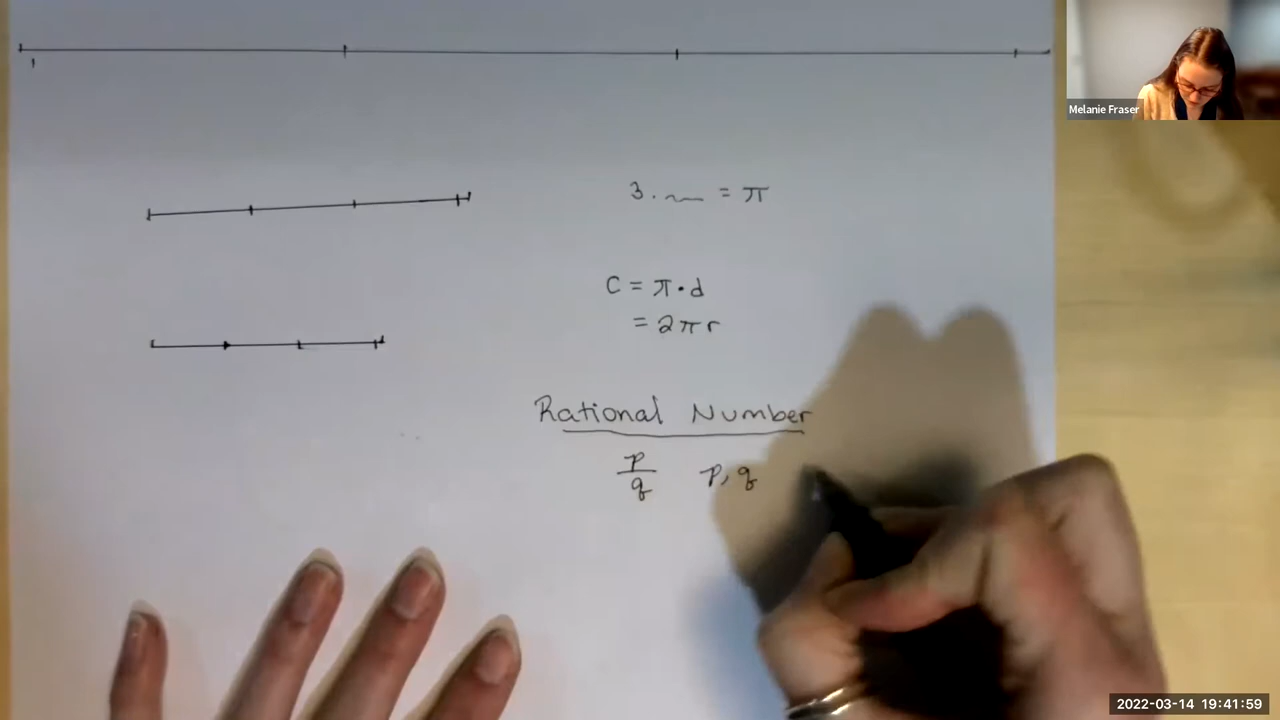 Melanie Fraser
3. = π
C = π·d
= 2πr
Rational Number
p/q p, q
2022-03-14 19:41:59